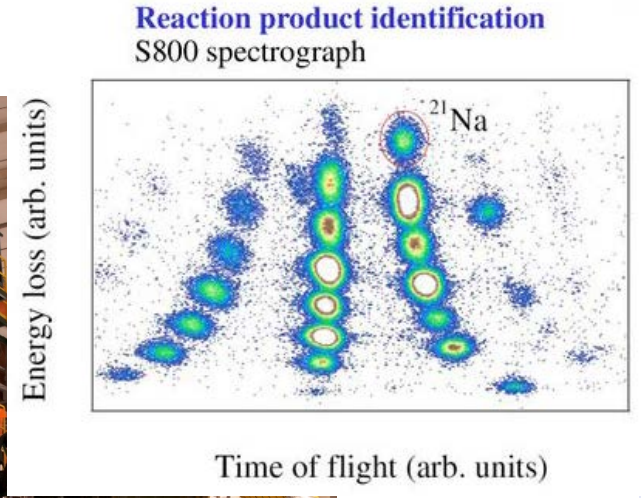 Reaction product identification
S800 spectrograph
Energy loss (arb. units)
²¹Na
Time of flight (arb. units)